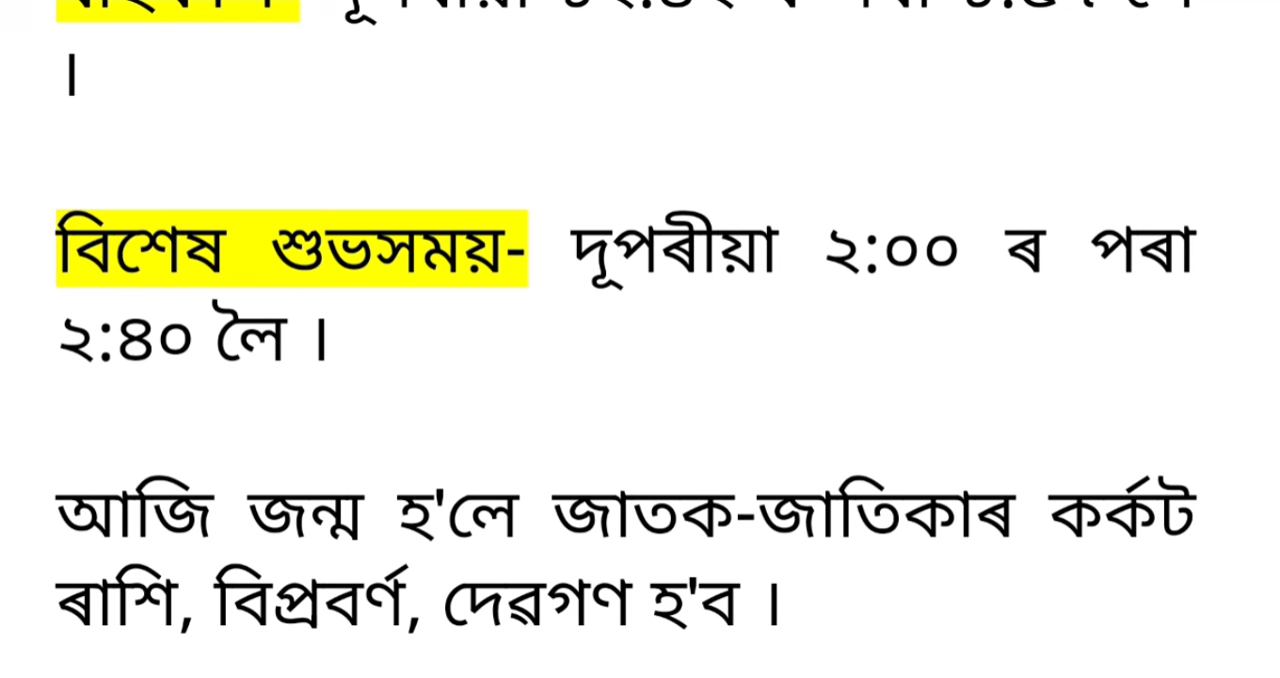 ।
বিশেষ শুভসময়- দূপৰীয়া ২:০০ ৰ পৰা
২:৪০ লৈ ।
আজি জন্ম হ'লে জাতক-জাতিকাৰ কৰ্কট
ৰাশি, বিপ্ৰবৰ্ণ, দেৱগণ হ'ব ।